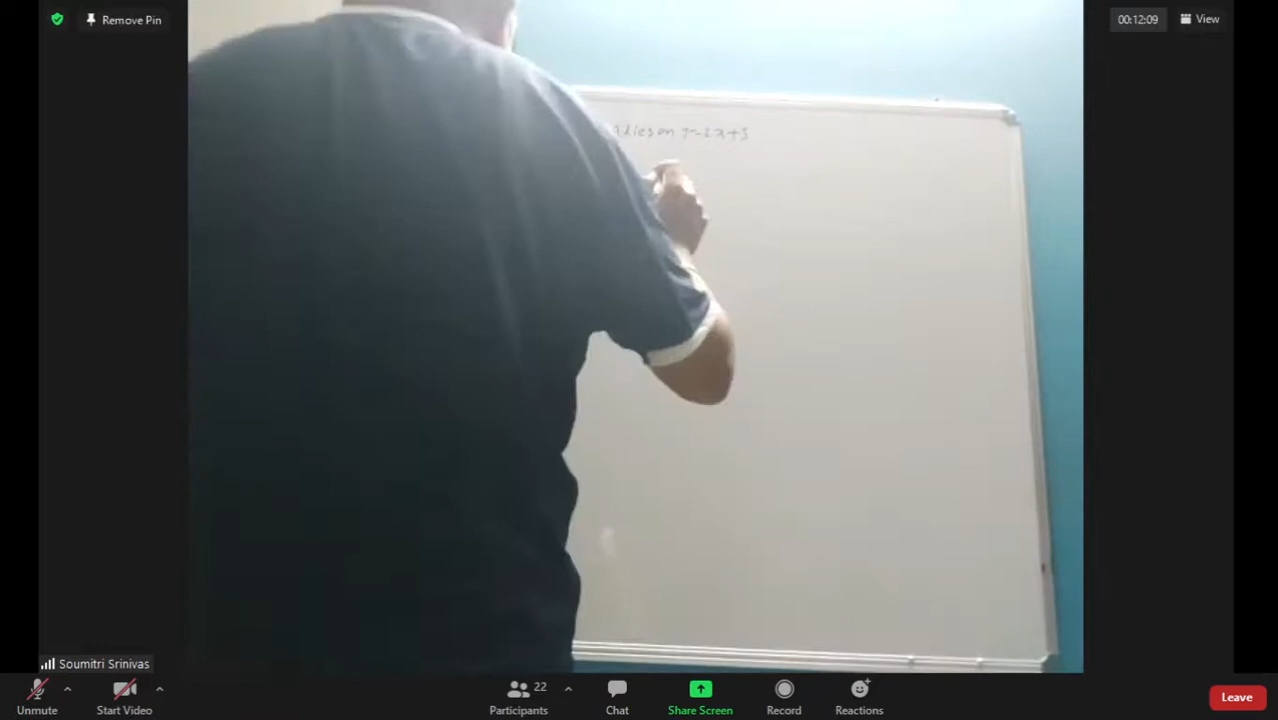 Remove Pin
00:12:09
View
lies on
Soumitri Srinivas
Unmute
Start Video
Participants
22
Chat
Share Screen
Record
Reactions
Leave